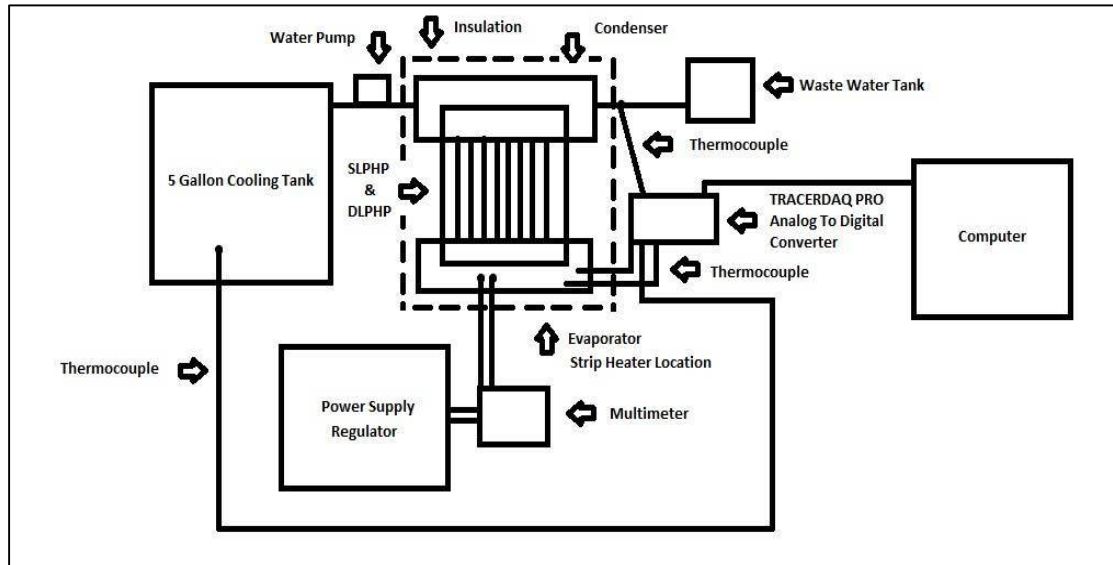 Water Pump
Insulation
Condenser
Waste Water Tank
Thermocouple
5 Gallon Cooling Tank
SLPHP
&
DLPHP
TRACERDAQ PRO
Analog To Digital
Converter
Computer
Thermocouple
Evaporator
Strip Heater Location
Thermocouple
Power Supply
Regulator
Multimeter